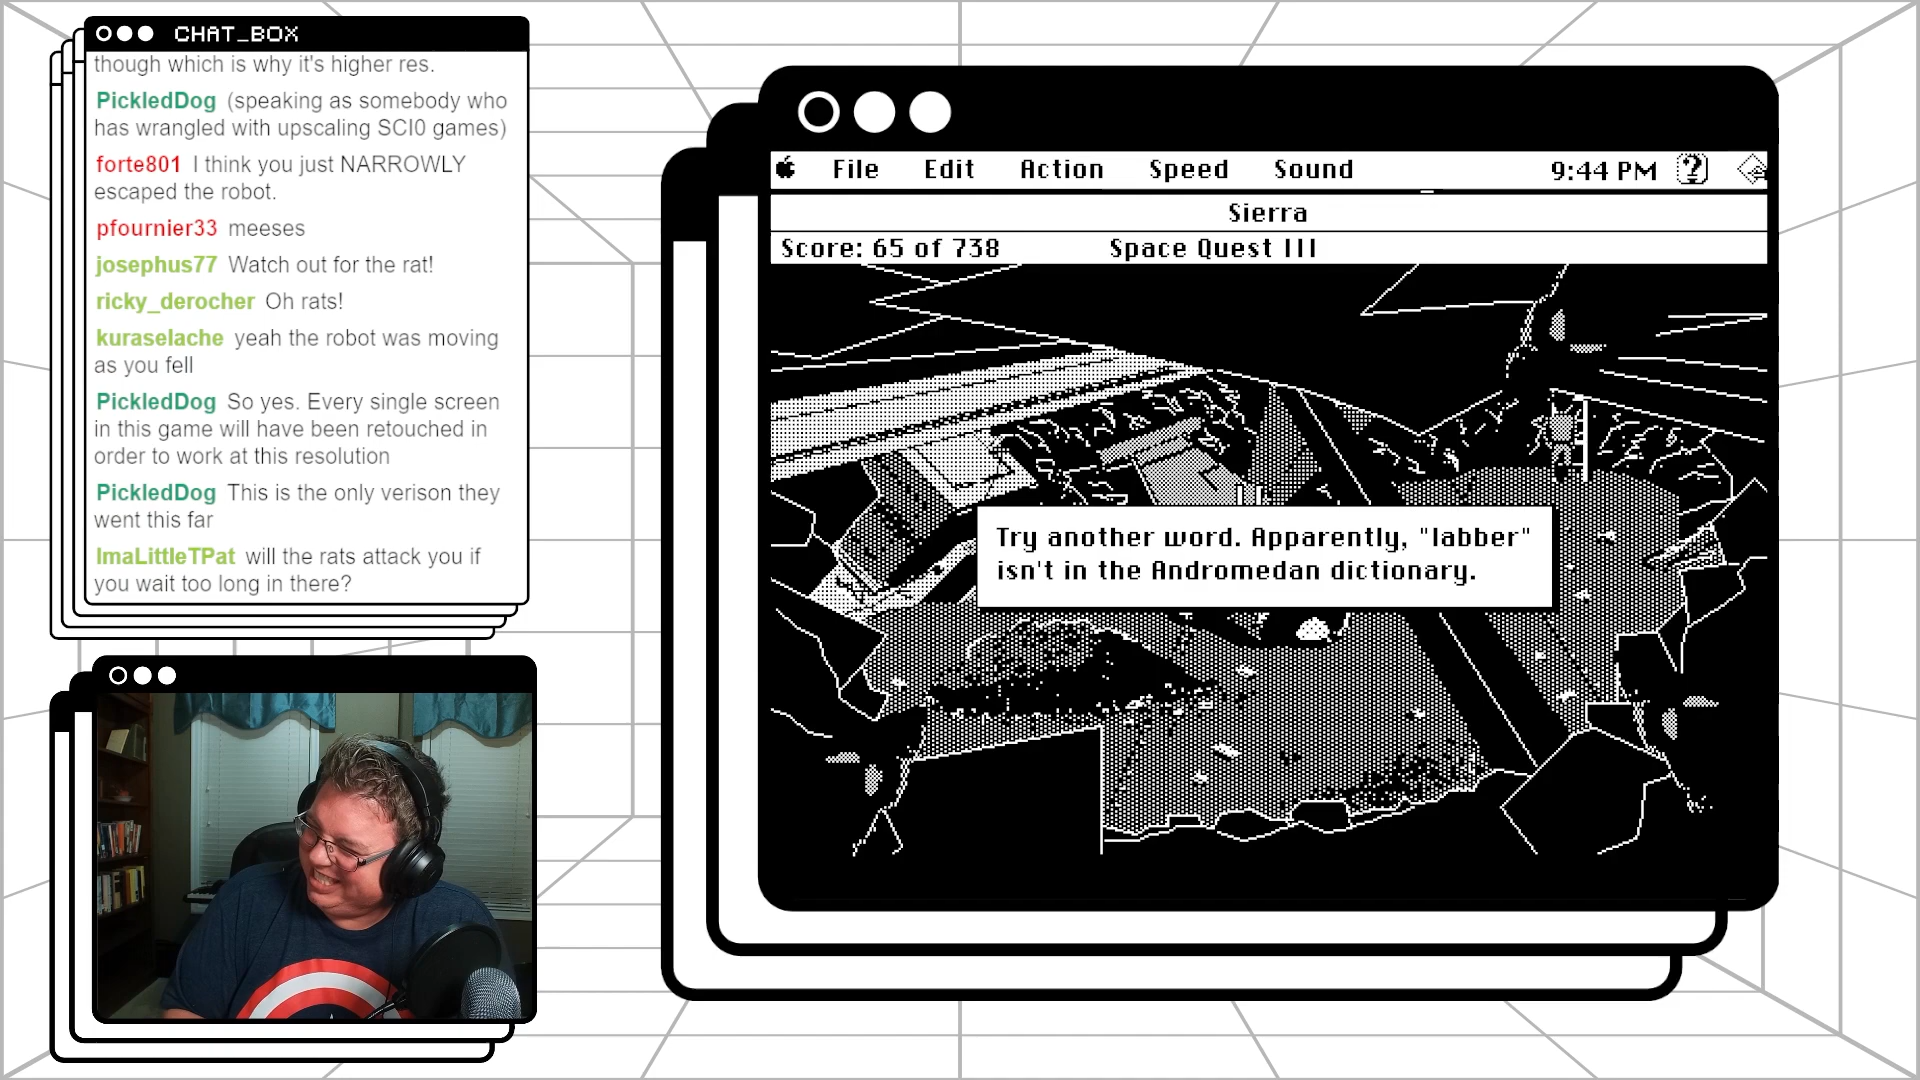 CHAT_BOX
though which is why it's higher res.
PickledDog (speaking as somebody who
has wrangled with upscaling SCI0 games)
forte801 I think you just NARROWLY
escaped the robot.
pfournier33 meeses
josephus77 Watch out for the rat!
ricky_derocher Oh rats!
kuraselache yeah the robot was moving
as you fell
PickledDog So yes. Every single screen
in this game will have been retouched in
order to work at this resolution
PickledDog This is the only verison they
went this far
ImaLittleTPat will the rats attack you if
you wait too long in there?
File Edit Action Speed Sound 9:44 PM
Sierra
Score: 65 of 738 Space Quest III
Try another word. Apparently, "labber"
isn't in the Andromedan dictionary.